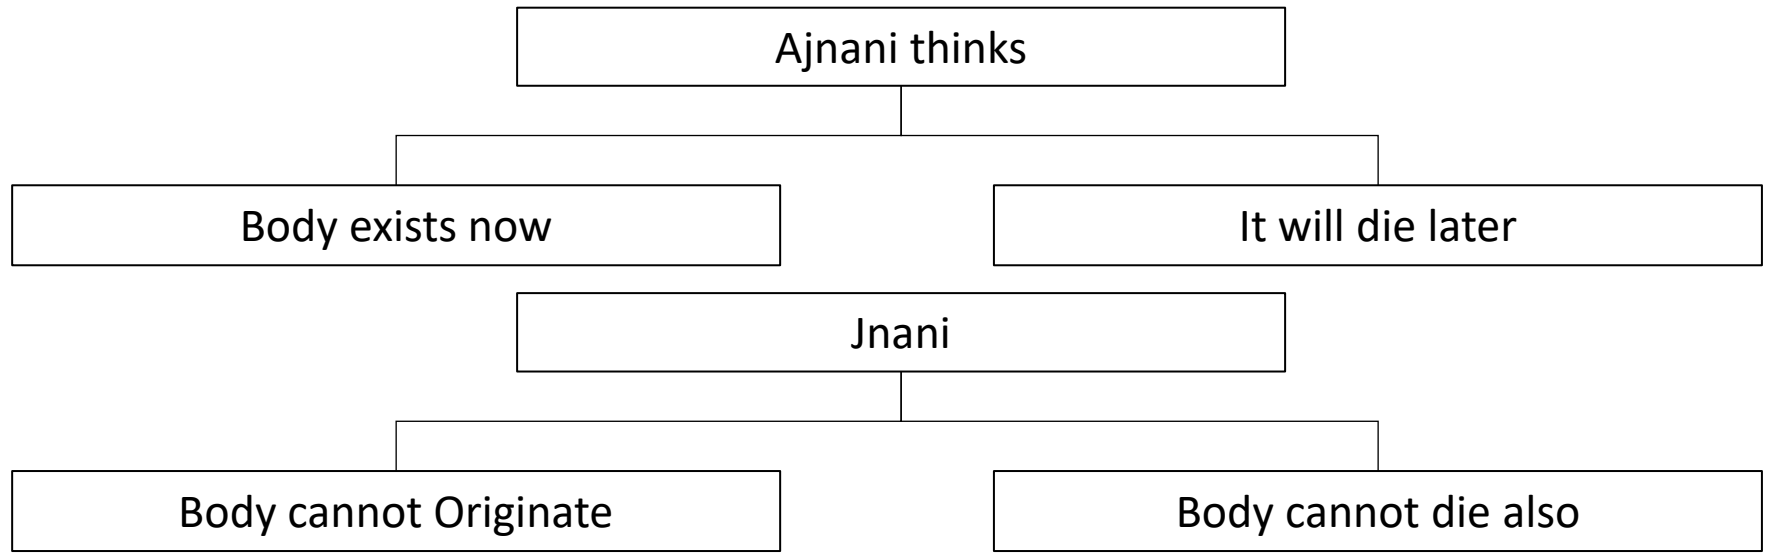 Ajnani thinks
Body exists now
It will die later
Jnani
Body cannot Originate
Body cannot die also